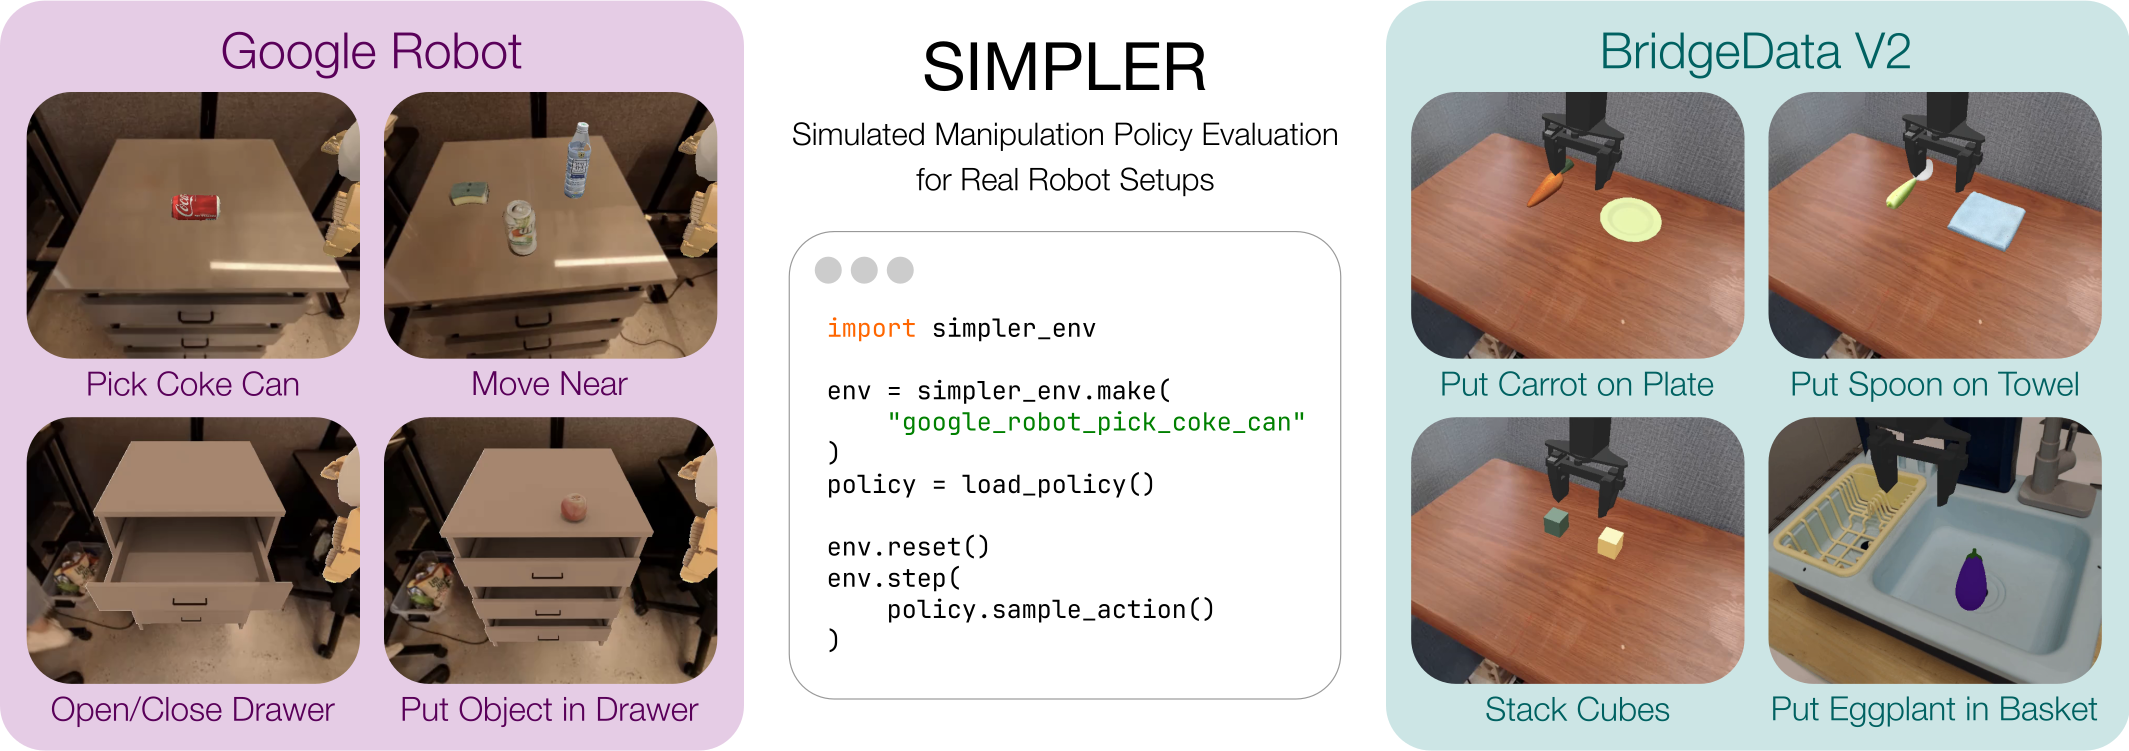 Google Robot
Pick Coke Can
Move Near
Open/Close Drawer
Put Object in Drawer
SIMPLER
Simulated Manipulation Policy Evaluation
for Real Robot Setups
import simpler_env
env = simpler_env.make(
"google_robot_pick_coke_can"
)
policy = load_policy()
env.reset()
env.step(
policy.sample_action()
)
BridgeData V2
Put Carrot on Plate
Put Spoon on Towel
Stack Cubes
Put Eggplant in Basket